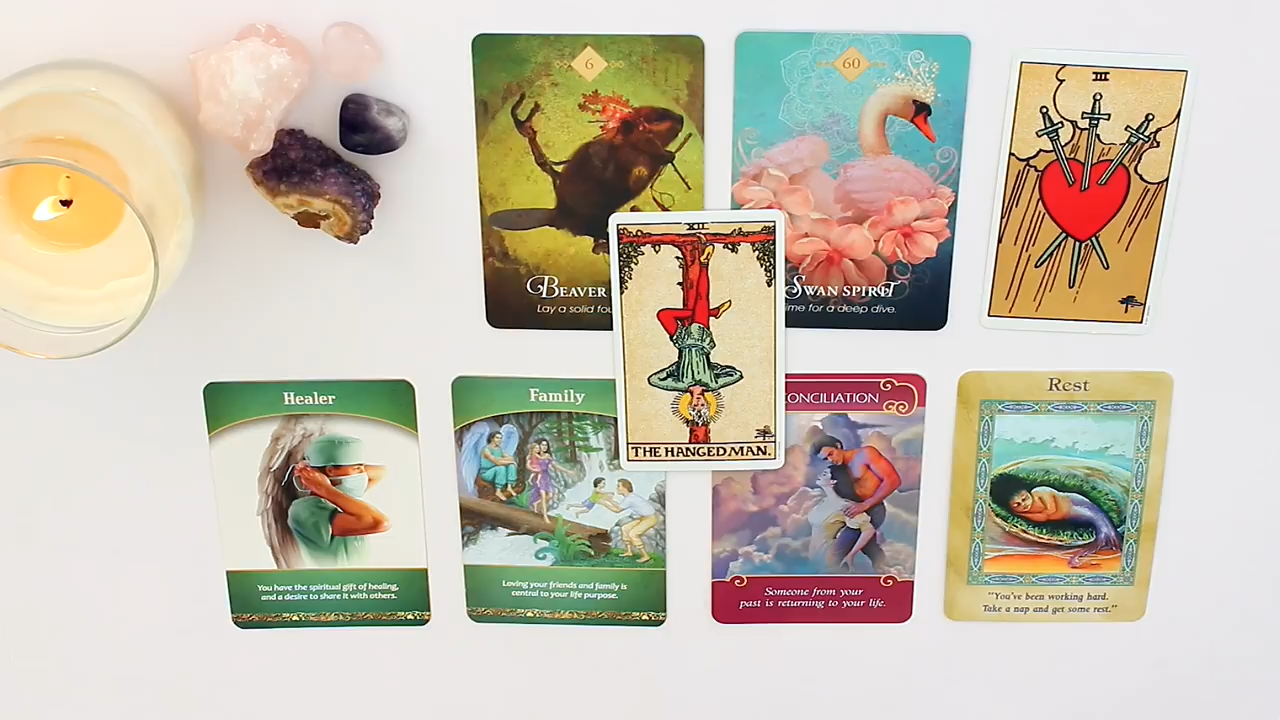 6
BEAVER
Lay a solid
60
SWAN SPIRIT
ime for a deep dive.
III
XII
THE HANGED MAN.
Healer
You have the spiritual gift of healing,
and a desire to share it with others.
Family
Loving your friends and family is
central to your life purpose.
ONCILIATION
Someone from your
past is returning to your life.
Rest
"You've been working hard.
Take a nap and get some rest."